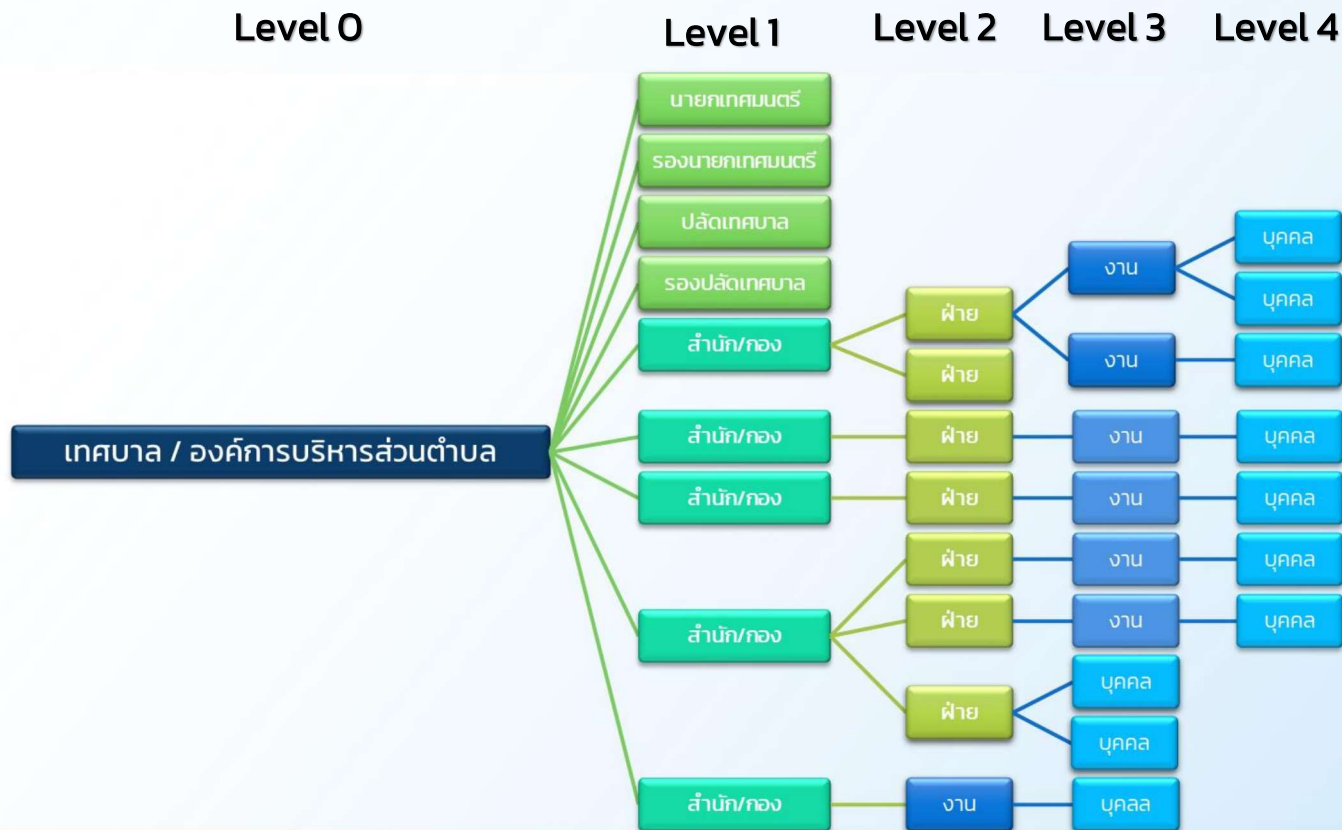 Level 0 Level 1 Level 2 Level 3 Level 4
นายกเทศมนตรี
รองนายกเทศมนตรี
ปลัดเทศบาล
บุคคล
งาน
รองปลัดเทศบาล
บุคคล
ฝ่าย
สำนัก/กอง
งาน
บุคคล
ฝ่าย
สำนัก/กอง ฝ่าย งาน บุคคล
เทศบาล / องค์การบริหารส่วนตำบล
สำนัก/กอง ฝ่าย งาน บุคคล
ฝ่าย งาน บุคคล
ฝ่าย งาน บุคคล
สำนัก/กอง
บุคคล
ฝ่าย
บุคคล
สำนัก/กอง งาน บุคลล